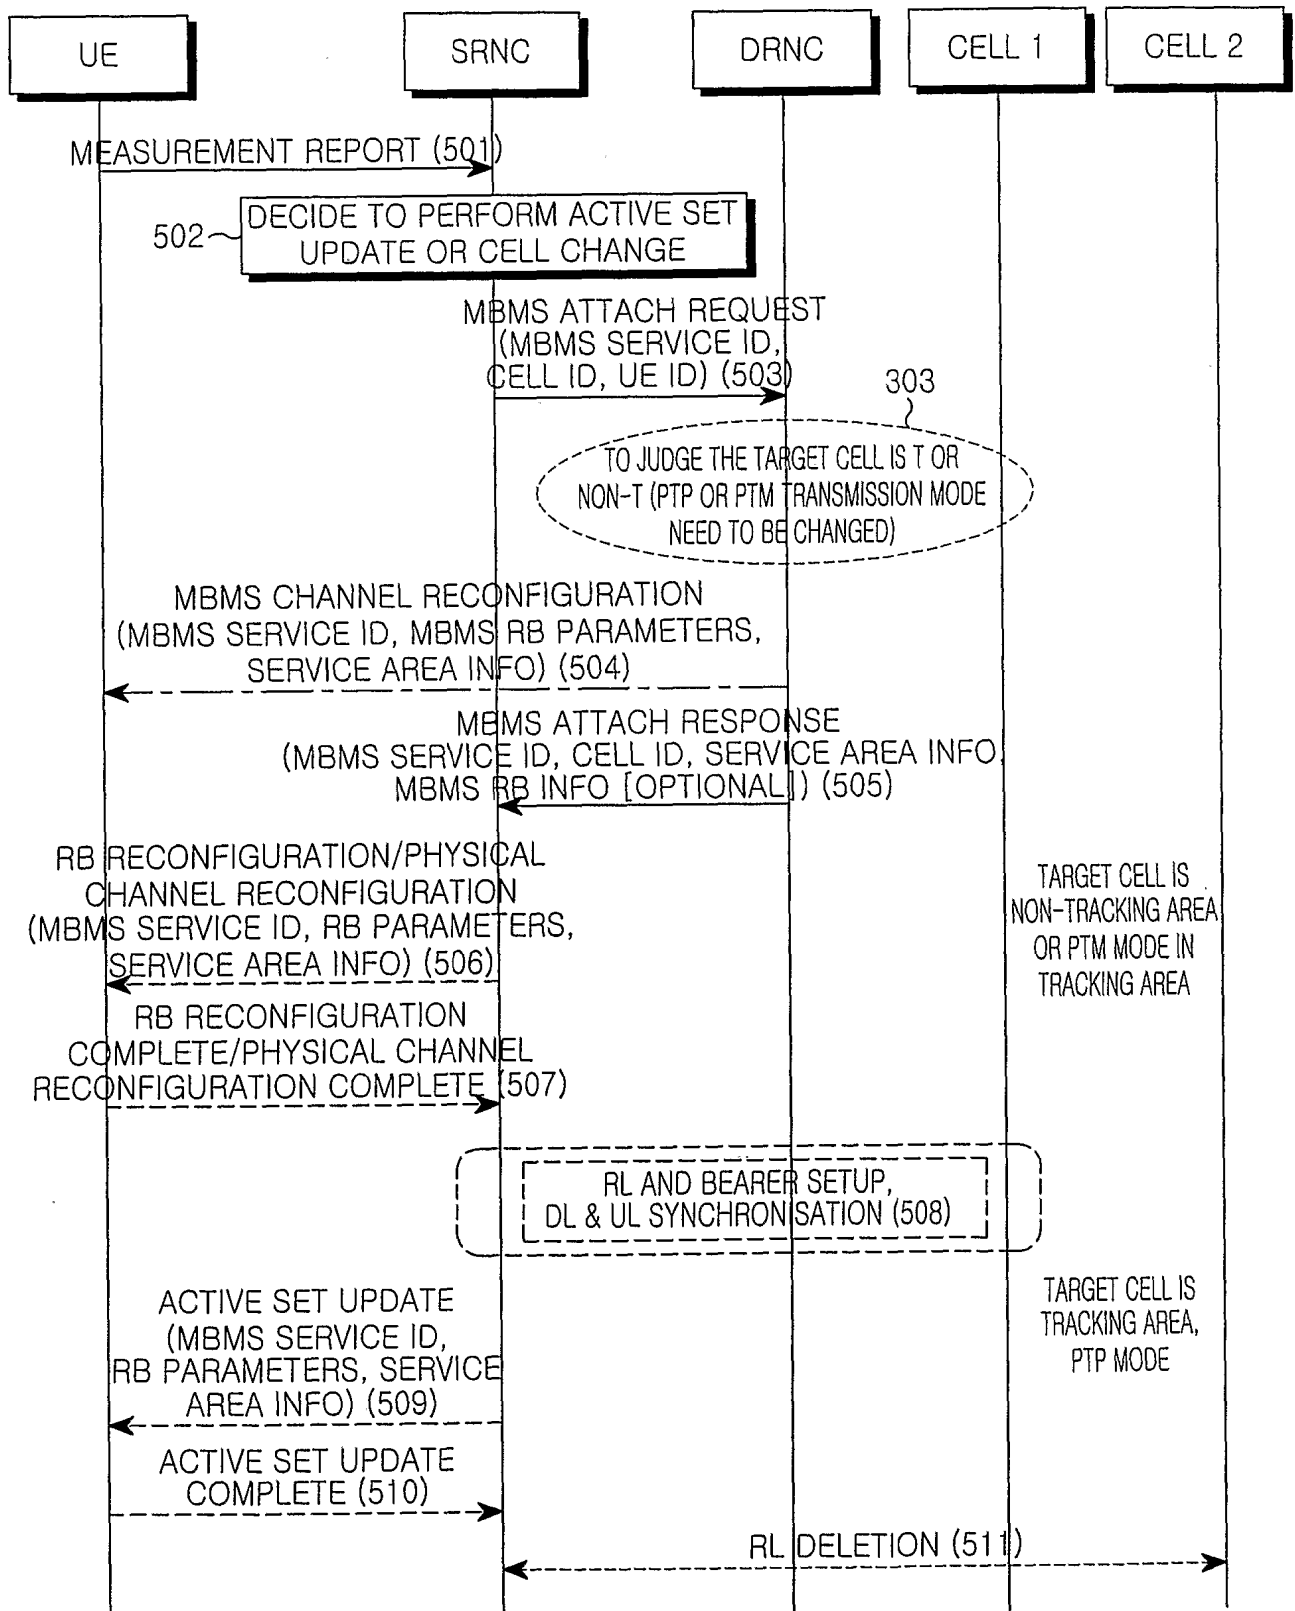 UE
SRNC
DRNC
CELL 1
CELL 2
MEASUREMENT REPORT (501)
502
DECIDE TO PERFORM ACTIVE SET
UPDATE OR CELL CHANGE
MBMS ATTACH REQUEST
(MBMS SERVICE ID,
CELL ID, UE ID) (503)
303
TO JUDGE THE TARGET CELL IS T OR
NON-T (PTP OR PTM TRANSMISSION MODE
NEED TO BE CHANGED)
MBMS CHANNEL RECONFIGURATION
(MBMS SERVICE ID, MBMS RB PARAMETERS,
SERVICE AREA INFO) (504)
MBMS ATTACH RESPONSE
(MBMS SERVICE ID, CELL ID, SERVICE AREA INFO,
MBMS RB INFO [OPTIONAL]) (505)
RB RECONFIGURATION/PHYSICAL
CHANNEL RECONFIGURATION
(MBMS SERVICE ID, RB PARAMETERS,
SERVICE AREA INFO) (506)
TARGET CELL IS
NON-TRACKING AREA
OR PTM MODE IN
TRACKING AREA
RB RECONFIGURATION
COMPLETE/PHYSICAL CHANNEL
RECONFIGURATION COMPLETE (507)
RL AND BEARER SETUP,
DL & UL SYNCHRONISATION (508)
ACTIVE SET UPDATE
(MBMS SERVICE ID,
RB PARAMETERS, SERVICE
AREA INFO) (509)
TARGET CELL IS
TRACKING AREA,
PTP MODE
ACTIVE SET UPDATE
COMPLETE (510)
RL DELETION (511)